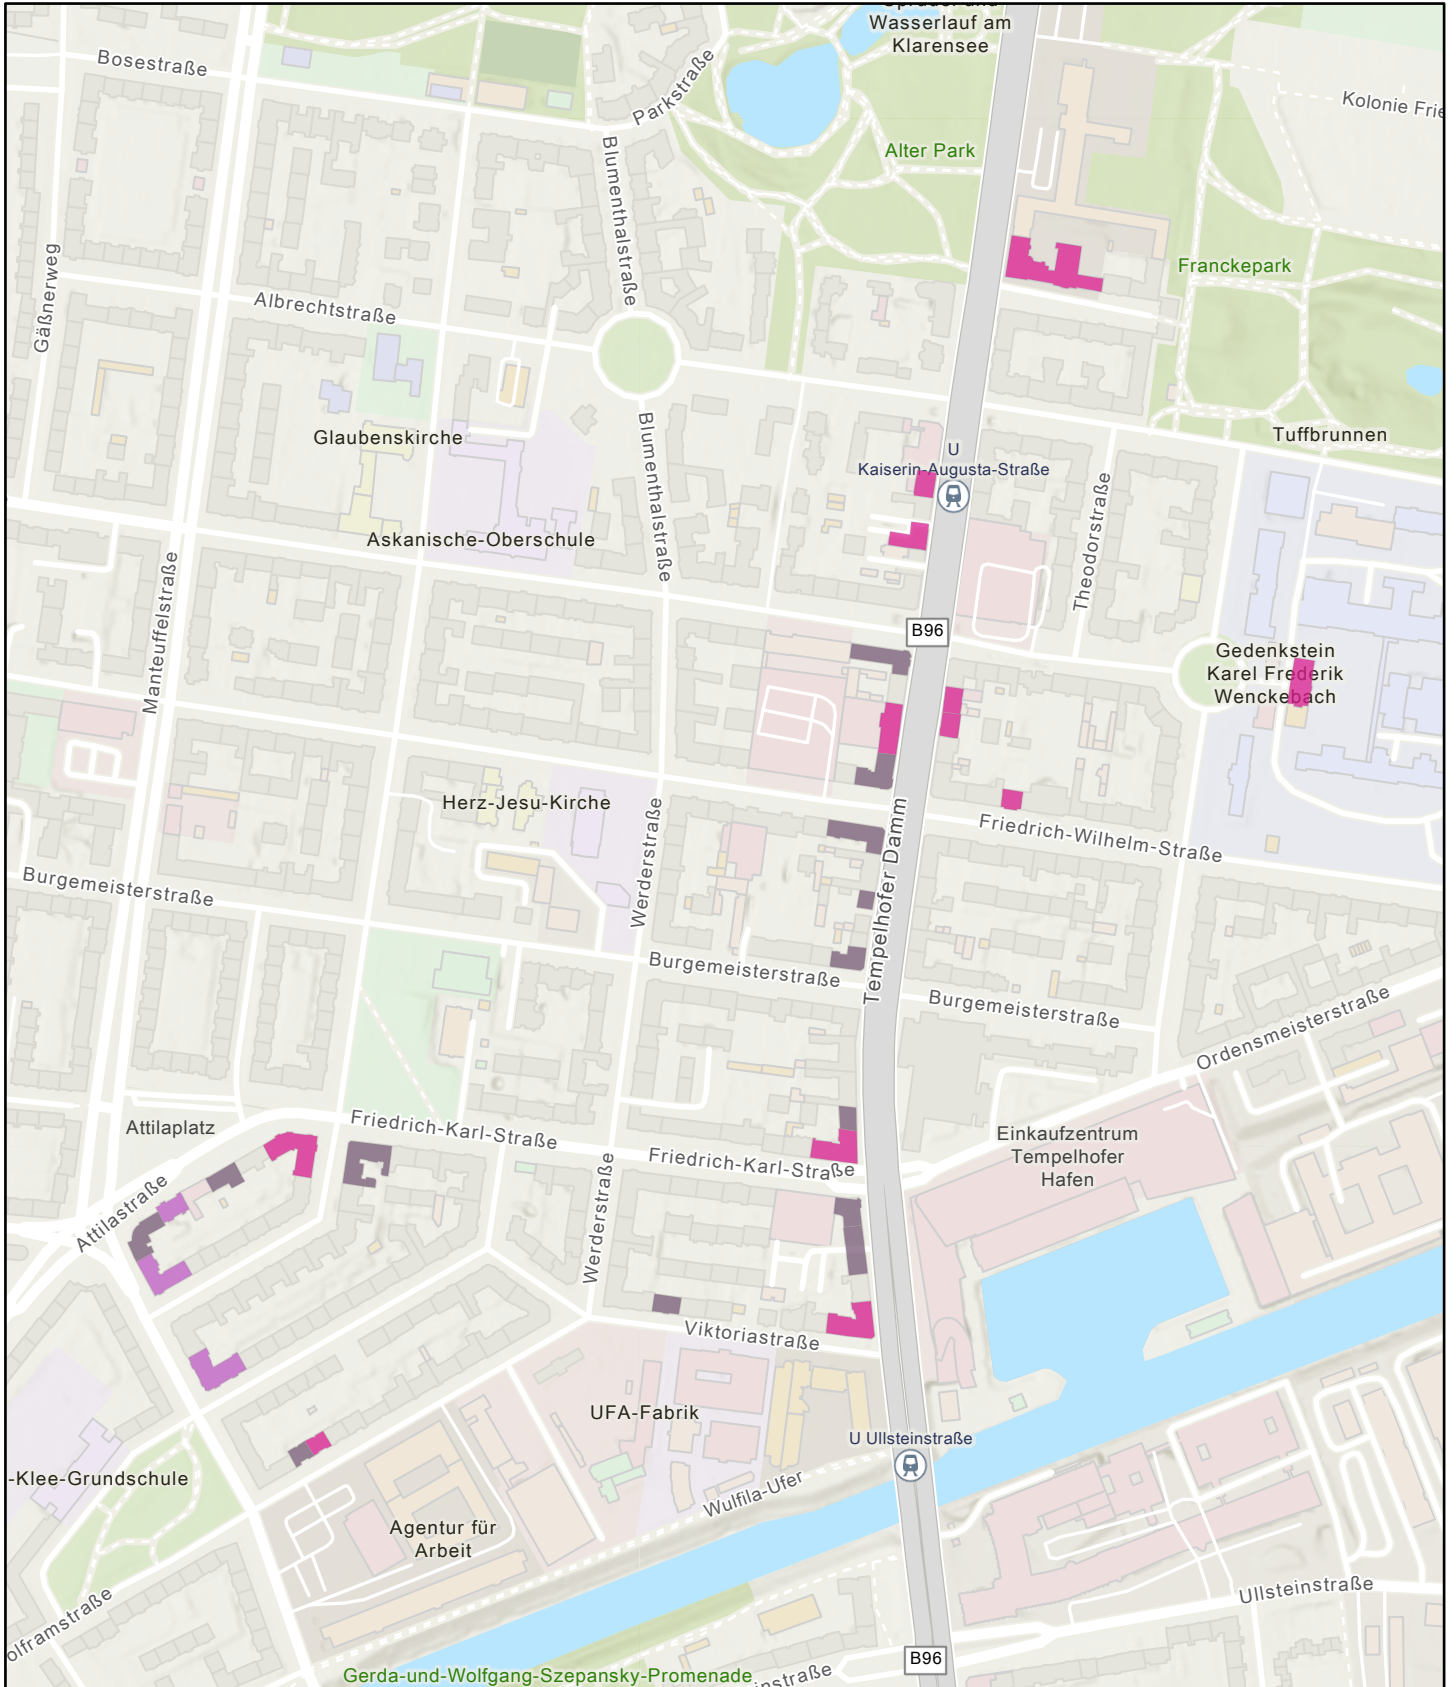 Wasserlauf am
Klarensee
Bosestraße
Parkstraße
Kolonie Frie
Alter Park
Blumenthalstraße
Gäßnerweg
Franckepark
Albrechtstraße
Glaubenskirche
Blumenthalstraße
Tuffbrunnen
U
Kaiserin-Augusta-Straße
Theodorstraße
Askanische-Oberschule
Manteuffelstraße
B96
Gedenkstein
Karel Frederik
Wenckebach
Herz-Jesu-Kirche
Werderstraße
Tempelhofer Damm
Friedrich-Wilhelm-Straße
Burgemeisterstraße
Burgemeisterstraße
Burgemeisterstraße
Ordensmeisterstraße
Attilaplatz
Friedrich-Karl-Straße
Friedrich-Karl-Straße
Einkaufzentrum
Tempelhofer
Hafen
Attilastraße
Werderstraße
Viktoriastraße
UFA-Fabrik
U Ullsteinstraße
-Klee-Grundschule
Wulfila-Ufer
Agentur für
Arbeit
Ullsteinstraße
olframstraße
B96
Gerda-und-Wolfgang-Szepansky-Promenade
instraße